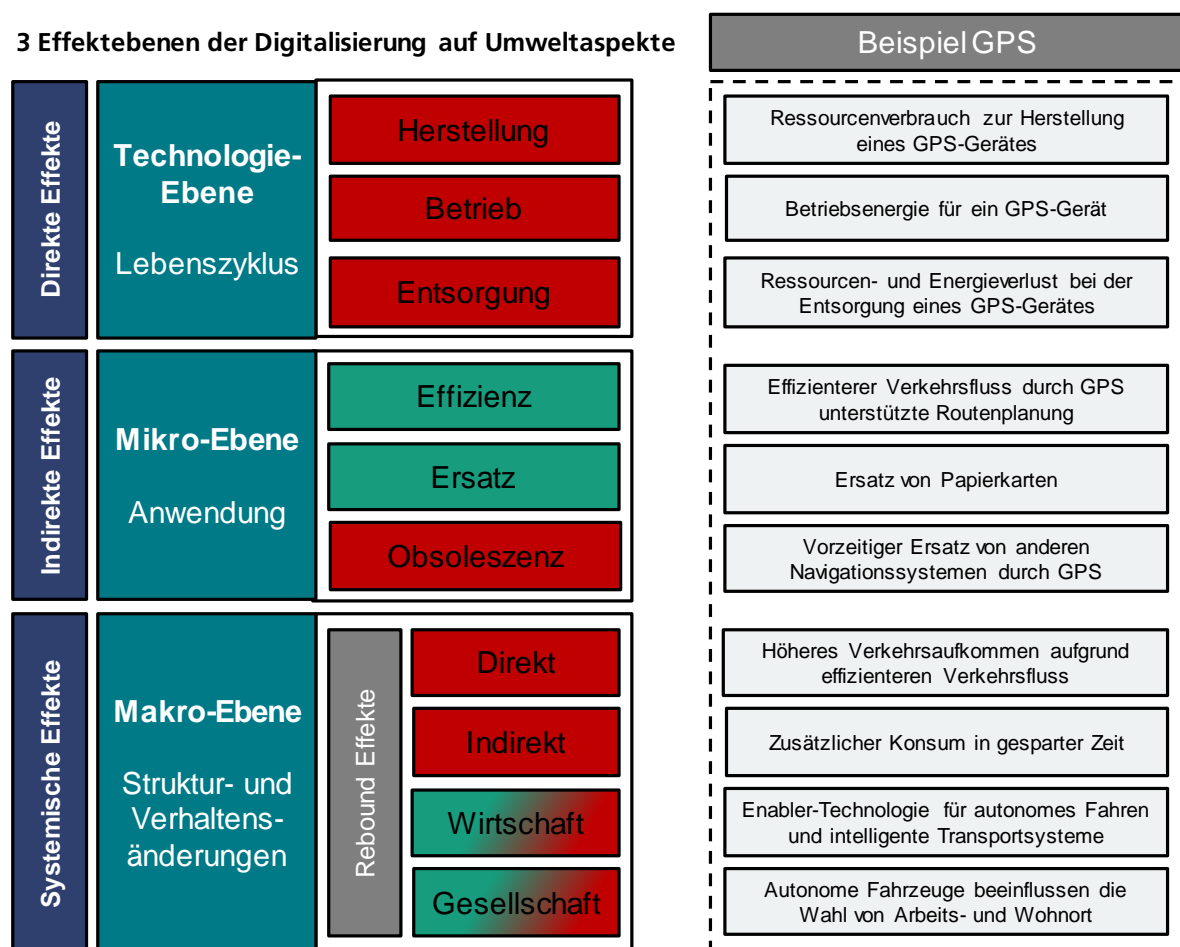 3 Effektebenen der Digitalisierung auf Umweltaspekte
Beispiel GPS
Direkte Effekte
Technologie-
Ebene
Lebenszyklus
Herstellung
Betrieb
Entsorgung
Ressourcenverbrauch zur Herstellung
eines GPS-Gerätes
Betriebsenergie für ein GPS-Gerät
Ressourcen- und Energieverlust bei der
Entsorgung eines GPS-Gerätes
Indirekte Effekte
Mikro-Ebene
Anwendung
Effizienz
Ersatz
Obsoleszenz
Effizienterer Verkehrsfluss durch GPS
unterstützte Routenplanung
Ersatz von Papierkarten
Vorzeitiger Ersatz von anderen
Navigationssystemen durch GPS
Systemische Effekte
Makro-Ebene
Struktur- und
Verhaltens-
änderungen
Rebound Effekte
Direkt
Indirekt
Wirtschaft
Gesellschaft
Höheres Verkehrsaufkommen aufgrund
effizienteren Verkehrsfluss
Zusätzlicher Konsum in gesparter Zeit
Enabler-Technologie für autonomes Fahren
und intelligente Transportsysteme
Autonome Fahrzeuge beeinflussen die
Wahl von Arbeits- und Wohnort